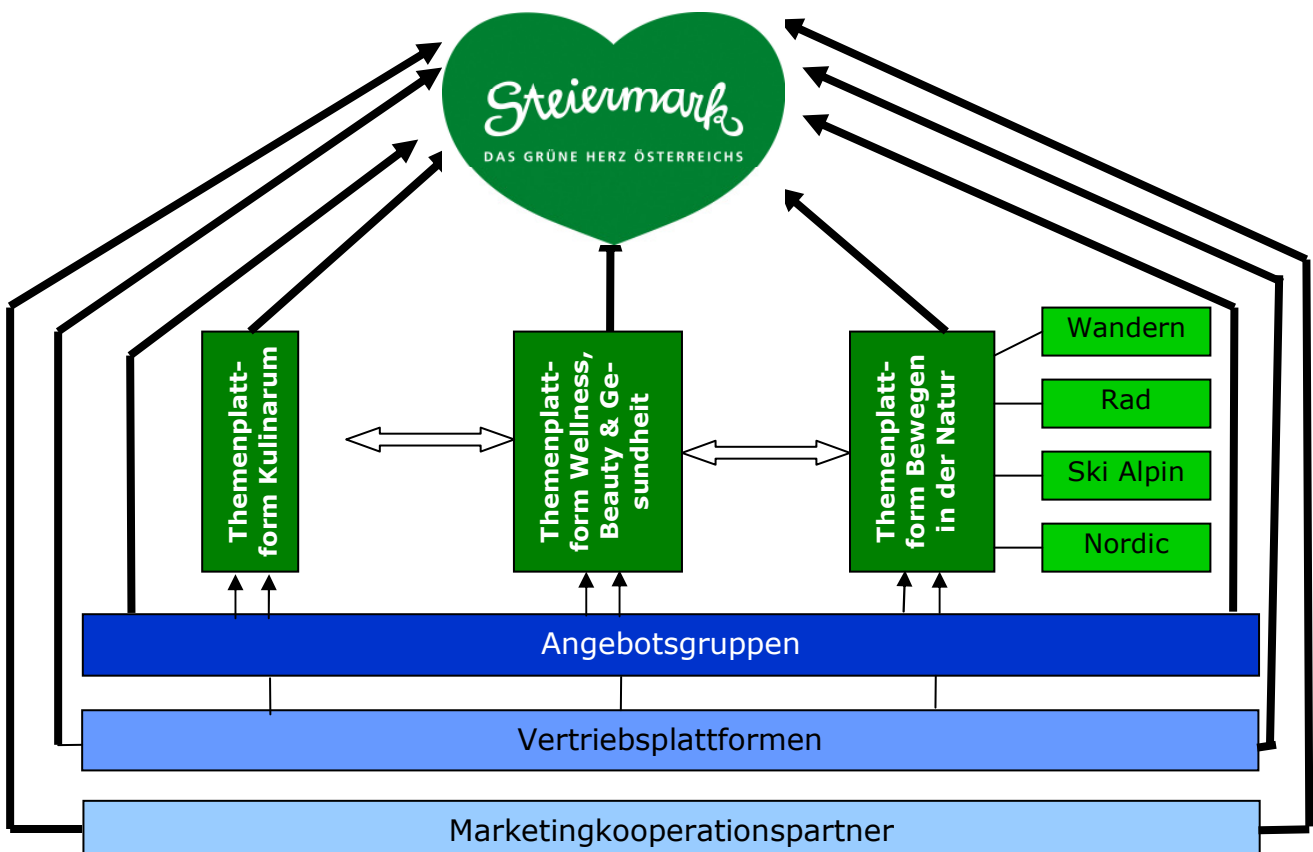 Steiermark
DAS GRÜNE HERZ ÖSTERREICHS
Themenplatt-
form Kulinarum
Themenplatt-
form Wellness,
Beauty & Ge-
sundheit
Themenplatt-
form Bewegen
in der Natur
Wandern
Rad
Ski Alpin
Nordic
Angebotsgruppen
Vertriebsplattformen
Marketingkooperationspartner